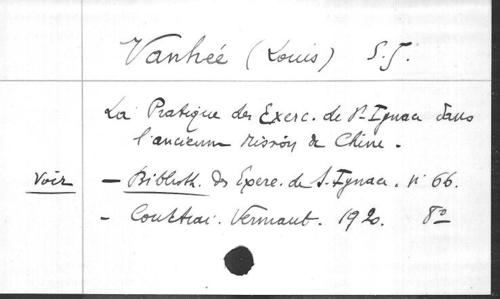 Vanhée (Louis) S.J.
La Pratique des Exerc. de St Ignace dans
l'ancienne Mission de Chine.
Voir — Biblioth. des Exerc. de S. Ignace. n° 66.
- Courtrai. Vermaut. 1920. 8°